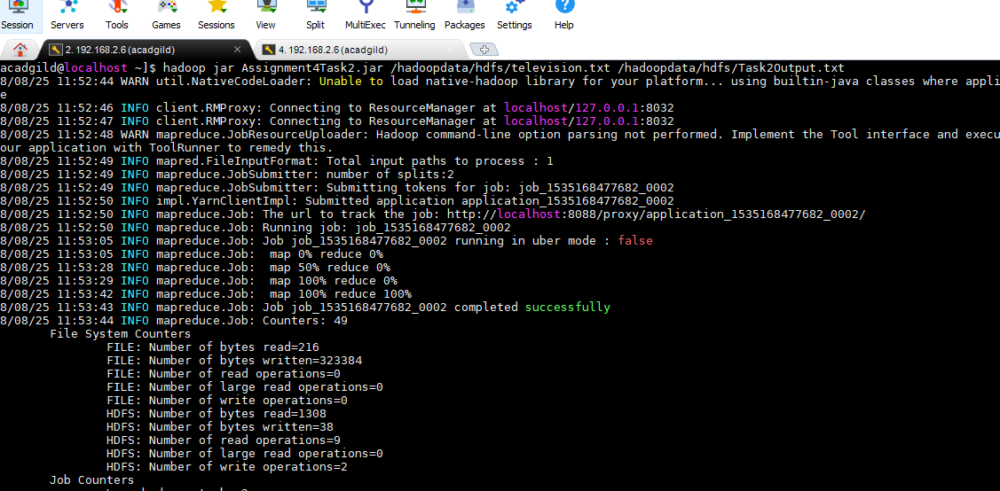 Session Servers Tools Games Sessions View Split MultiExec Tunneling Packages Settings Help
2. 192.168.2.6 (acadgild) 4. 192.168.2.6 (acadgild)
acadgild@localhost ~]$ hadoop jar Assignment4Task2.jar /hadoopdata/hdfs/television.txt /hadoopdata/hdfs/Task2Output.txt
8/08/25 11:52:44 WARN util.NativeCodeLoader: Unable to load native-hadoop library for your platform... using builtin-java classes where appli
e
8/08/25 11:52:46 INFO client.RMProxy: Connecting to ResourceManager at localhost/127.0.0.1:8032
8/08/25 11:52:47 INFO client.RMProxy: Connecting to ResourceManager at localhost/127.0.0.1:8032
8/08/25 11:52:48 WARN mapreduce.JobResourceUploader: Hadoop command-line option parsing not performed. Implement the Tool interface and execu
our application with ToolRunner to remedy this.
8/08/25 11:52:49 INFO mapred.FileInputFormat: Total input paths to process : 1
8/08/25 11:52:49 INFO mapreduce.JobSubmitter: number of splits:2
8/08/25 11:52:49 INFO mapreduce.JobSubmitter: Submitting tokens for job: job_1535168477682_0002
8/08/25 11:52:50 INFO impl.YarnClientImpl: Submitted application application_1535168477682_0002
8/08/25 11:52:50 INFO mapreduce.Job: The url to track the job: http://localhost:8088/proxy/application_1535168477682_0002/
8/08/25 11:52:50 INFO mapreduce.Job: Running job: job_1535168477682_0002
8/08/25 11:53:05 INFO mapreduce.Job: Job job_1535168477682_0002 running in uber mode : false
8/08/25 11:53:05 INFO mapreduce.Job:  map 0% reduce 0%
8/08/25 11:53:28 INFO mapreduce.Job:  map 50% reduce 0%
8/08/25 11:53:29 INFO mapreduce.Job:  map 100% reduce 0%
8/08/25 11:53:42 INFO mapreduce.Job:  map 100% reduce 100%
8/08/25 11:53:43 INFO mapreduce.Job: Job job_1535168477682_0002 completed successfully
8/08/25 11:53:44 INFO mapreduce.Job: Counters: 49
File System Counters
FILE: Number of bytes read=216
FILE: Number of bytes written=323384
FILE: Number of read operations=0
FILE: Number of large read operations=0
FILE: Number of write operations=0
HDFS: Number of bytes read=1308
HDFS: Number of bytes written=38
HDFS: Number of read operations=9
HDFS: Number of large read operations=0
HDFS: Number of write operations=2
Job Counters